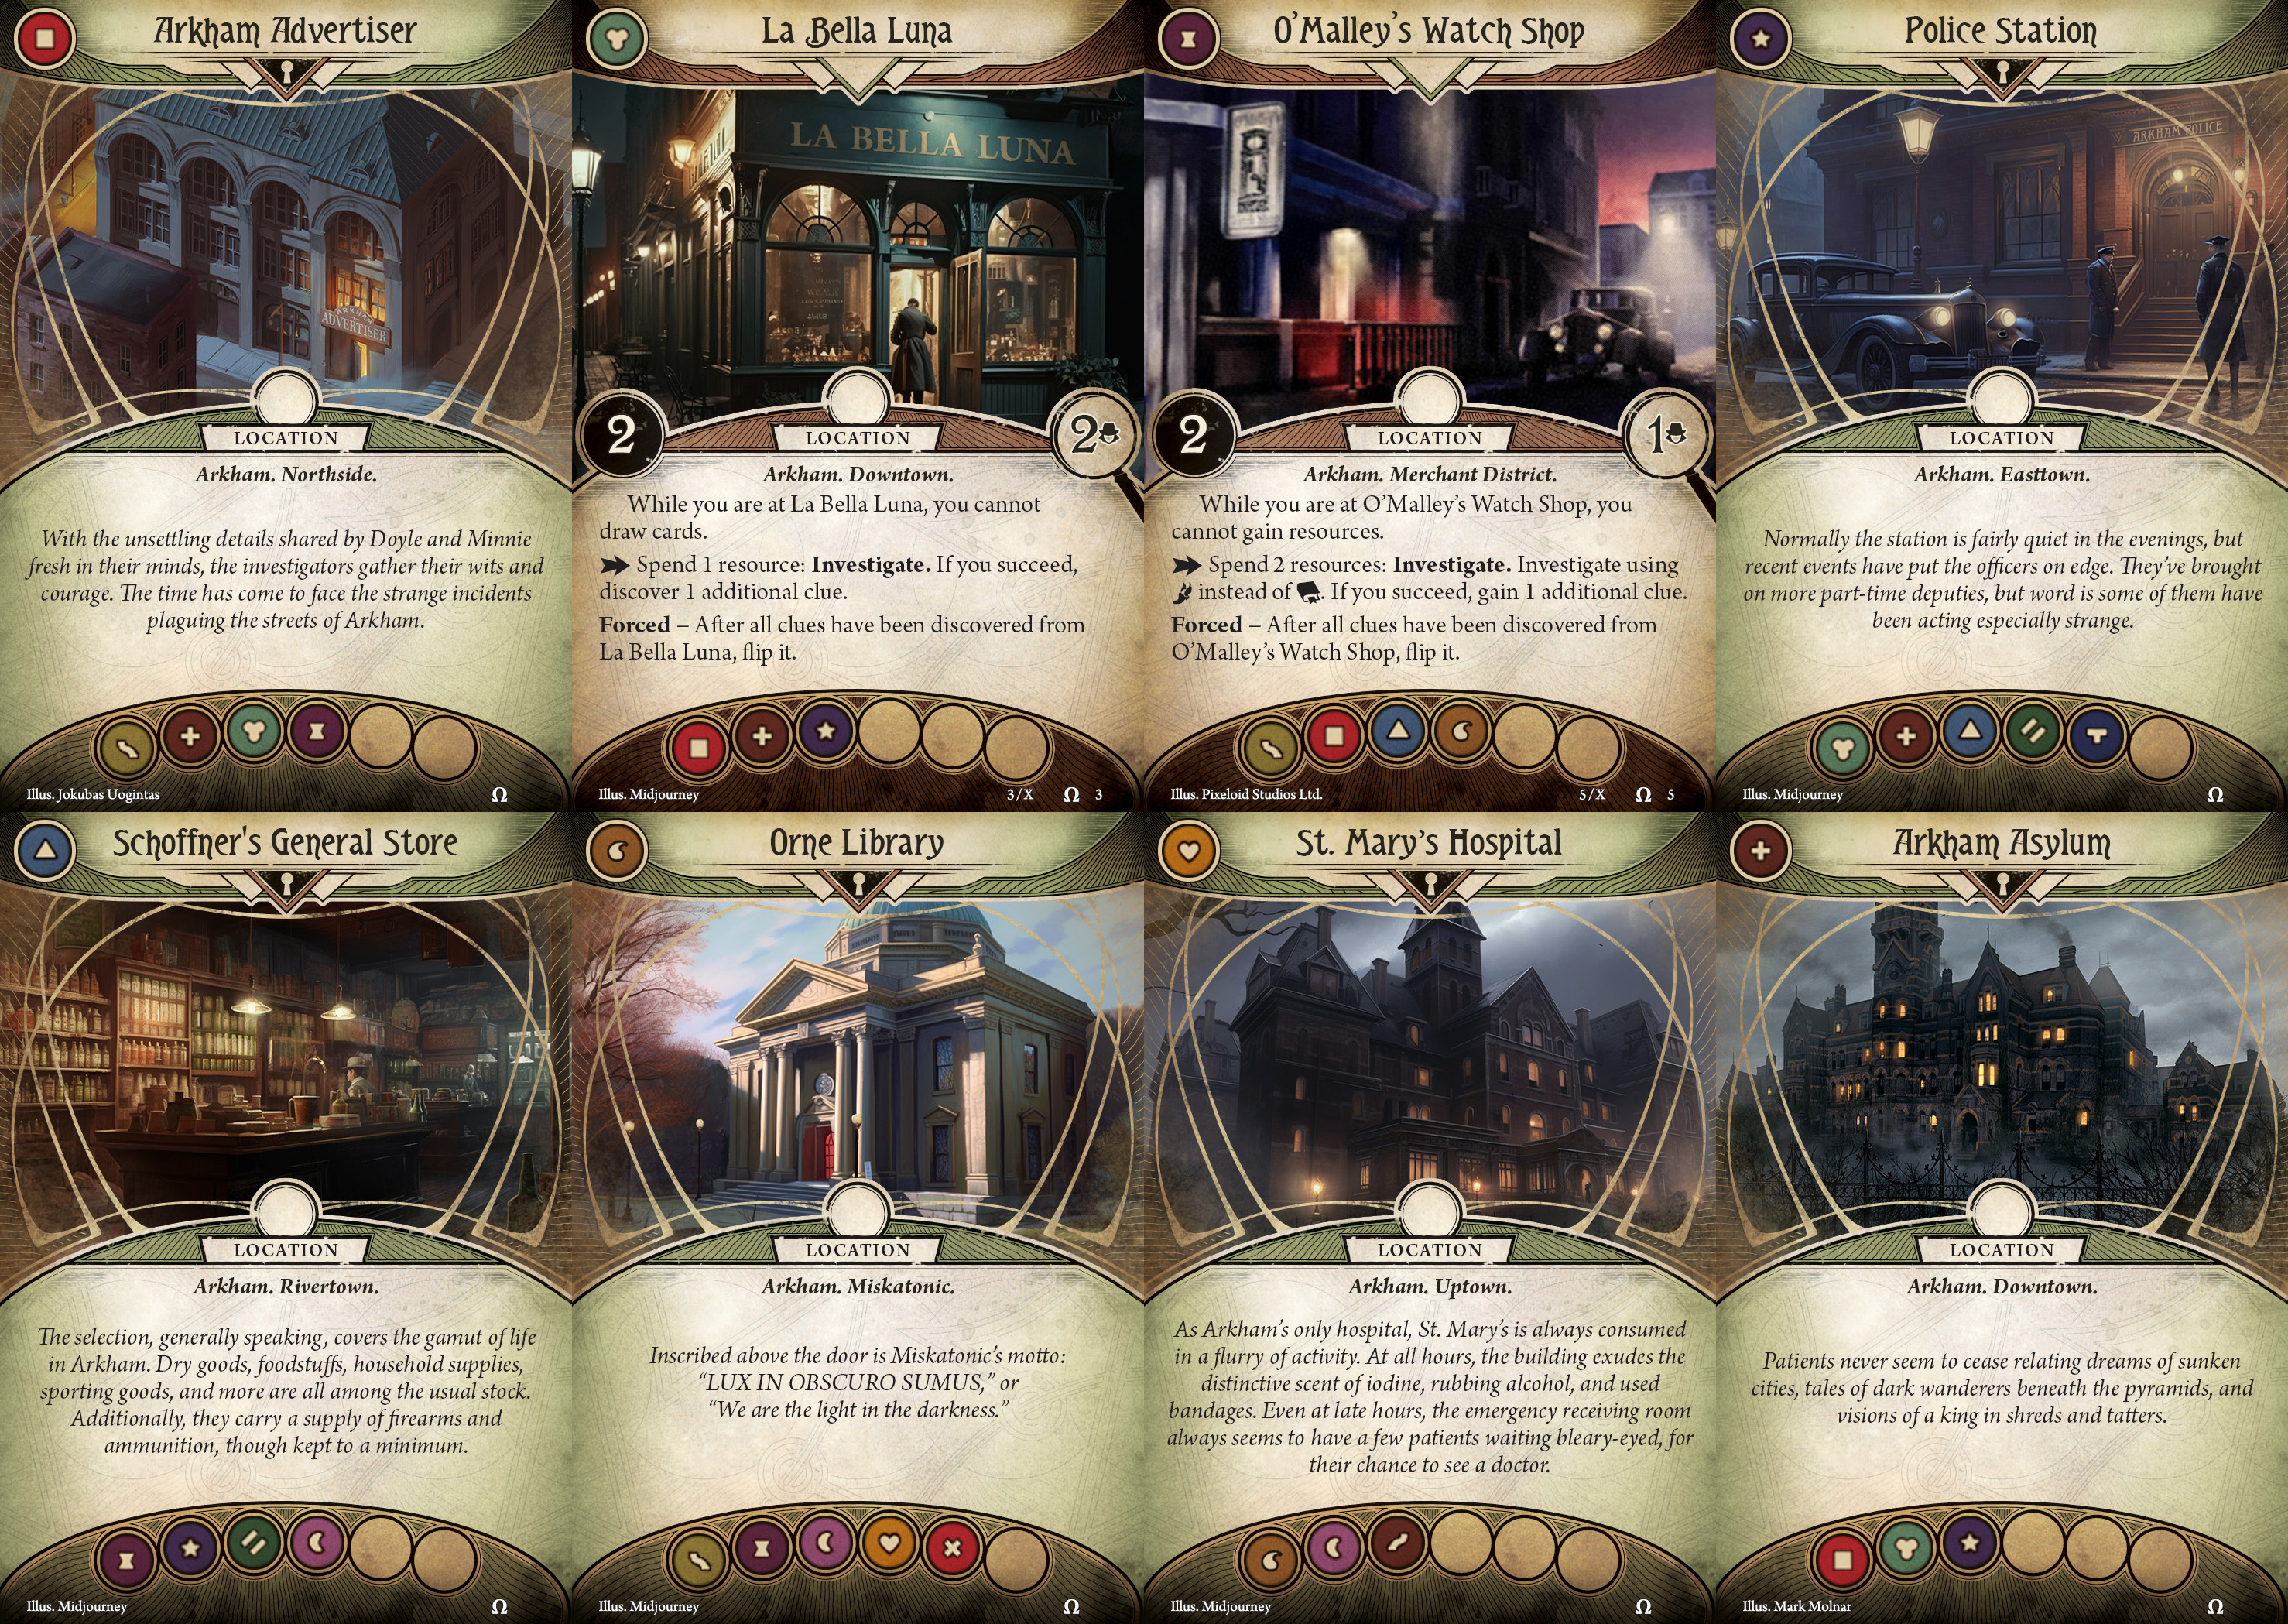 Arkham Advertiser
ARKHAM
ADVERTISER
LOCATION
Arkham. Northside.
With the unsettling details shared by Doyle and Minnie
fresh in their minds, the investigators gather their wits and
courage. The time has come to face the strange incidents
plaguing the streets of Arkham.
Illus. Jokubas Uogintas
Ω
La Bella Luna
LA BELLA LUNA
2
2
LOCATION
Arkham. Downtown.
While you are at La Bella Luna, you cannot
draw cards.
Spend 1 resource: Investigate. If you succeed,
discover 1 additional clue.
Forced – After all clues have been discovered from
La Bella Luna, flip it.
Illus. Midjourney
3/X Ω 3
O’Malley’s Watch Shop
2
1
LOCATION
Arkham. Merchant District.
While you are at O’Malley’s Watch Shop, you
cannot gain resources.
Spend 2 resources: Investigate. Investigate using
instead of . If you succeed, gain 1 additional clue.
Forced – After all clues have been discovered from
O’Malley’s Watch Shop, flip it.
Illus. Pixeloid Studios Ltd.
5/X Ω 5
Police Station
ARKHAM POLICE
LOCATION
Arkham. Easttown.
Normally the station is fairly quiet in the evenings, but
recent events have put the officers on edge. They’ve brought
on more part-time deputies, but word is some of them have
been acting especially strange.
Illus. Midjourney
Ω
Schoffner's General Store
LOCATION
Arkham. Rivertown.
The selection, generally speaking, covers the gamut of life
in Arkham. Dry goods, foodstuffs, household supplies,
sporting goods, and more are all among the usual stock.
Additionally, they carry a supply of firearms and
ammunition, though kept to a minimum.
Illus. Midjourney
Ω
Orne Library
LOCATION
Arkham. Miskatonic.
Inscribed above the door is Miskatonic’s motto:
“LUX IN OBSCURO SUMUS,” or
“We are the light in the darkness.”
Illus. Midjourney
Ω
St. Mary’s Hospital
LOCATION
Arkham. Uptown.
As Arkham’s only hospital, St. Mary’s is always consumed
in a flurry of activity. At all hours, the building exudes the
distinctive scent of iodine, rubbing alcohol, and used
bandages. Even at late hours, the emergency receiving room
always seems to have a few patients waiting bleary-eyed, for
their chance to see a doctor.
Illus. Midjourney
Ω
Arkham Asylum
LOCATION
Arkham. Downtown.
Patients never seem to cease relating dreams of sunken
cities, tales of dark wanderers beneath the pyramids, and
visions of a king in shreds and tatters.
Illus. Mark Molnar
Ω